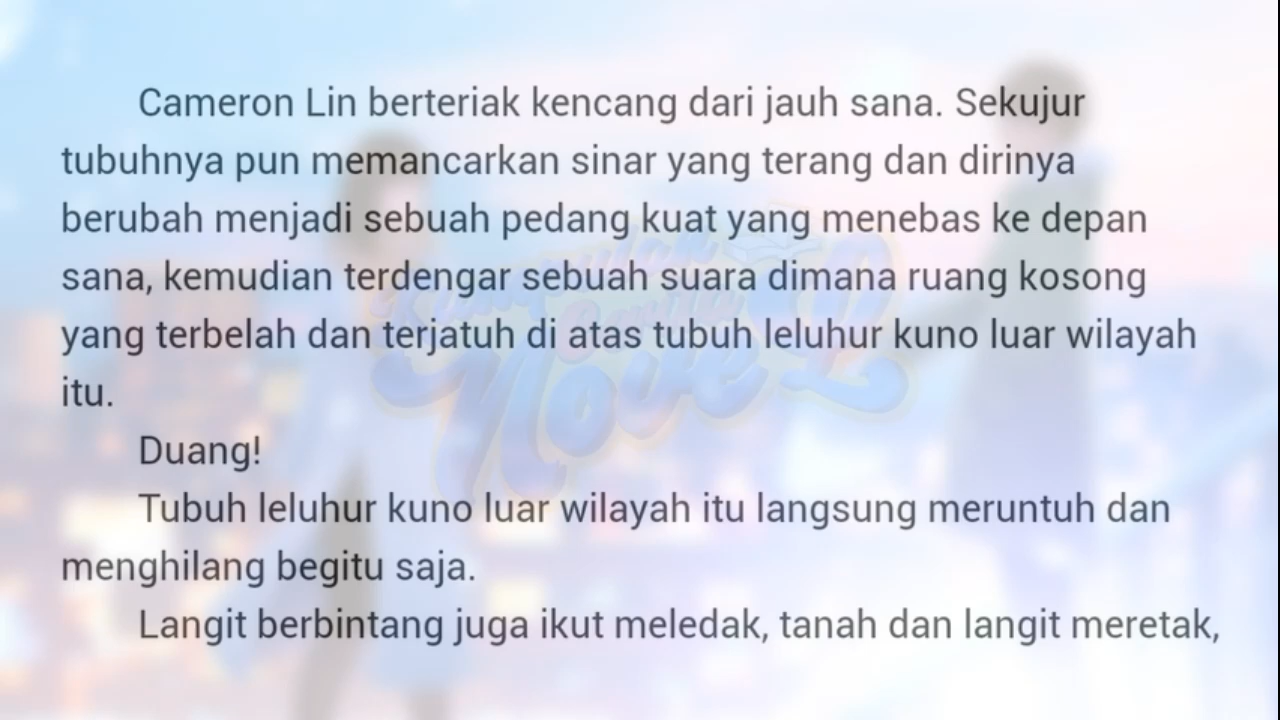 Cameron Lin berteriak kencang dari jauh sana. Sekujur
tubuhnya pun memancarkan sinar yang terang dan dirinya
berubah menjadi sebuah pedang kuat yang menebas ke depan
sana, kemudian terdengar sebuah suara dimana ruang kosong
yang terbelah dan terjatuh di atas tubuh leluhur kuno luar wilayah
itu.
Duang!
Tubuh leluhur kuno luar wilayah itu langsung meruntuh dan
menghilang begitu saja.
Langit berbintang juga ikut meledak, tanah dan langit meretak,